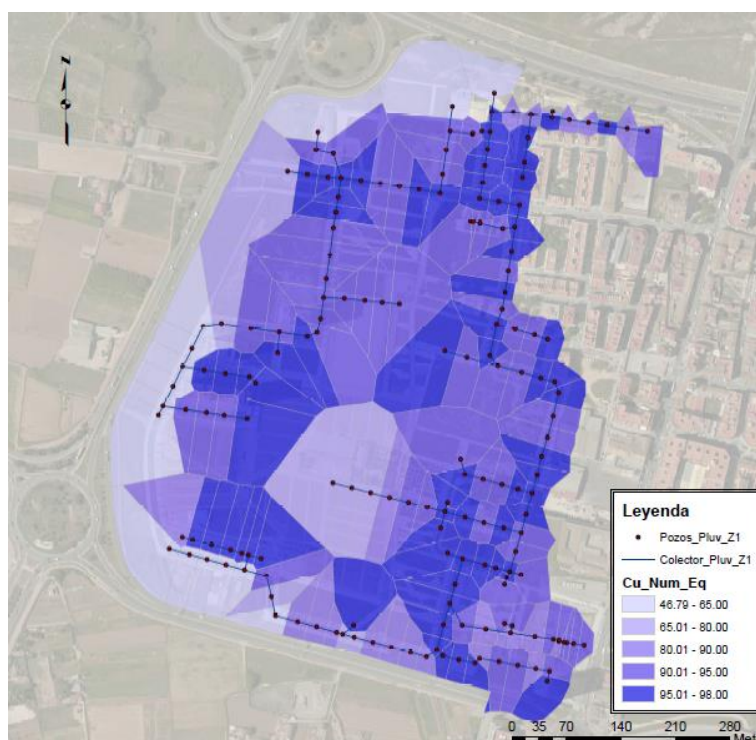 N
Leyenda
Pozos_Pluv_Z1
Colector_Pluv_Z1
Cu_Num_Eq
46.79 - 65.00
65.01 - 80.00
80.01 - 90.00
90.01 - 95.00
95.01 - 98.00
0 35 70 140 210 280